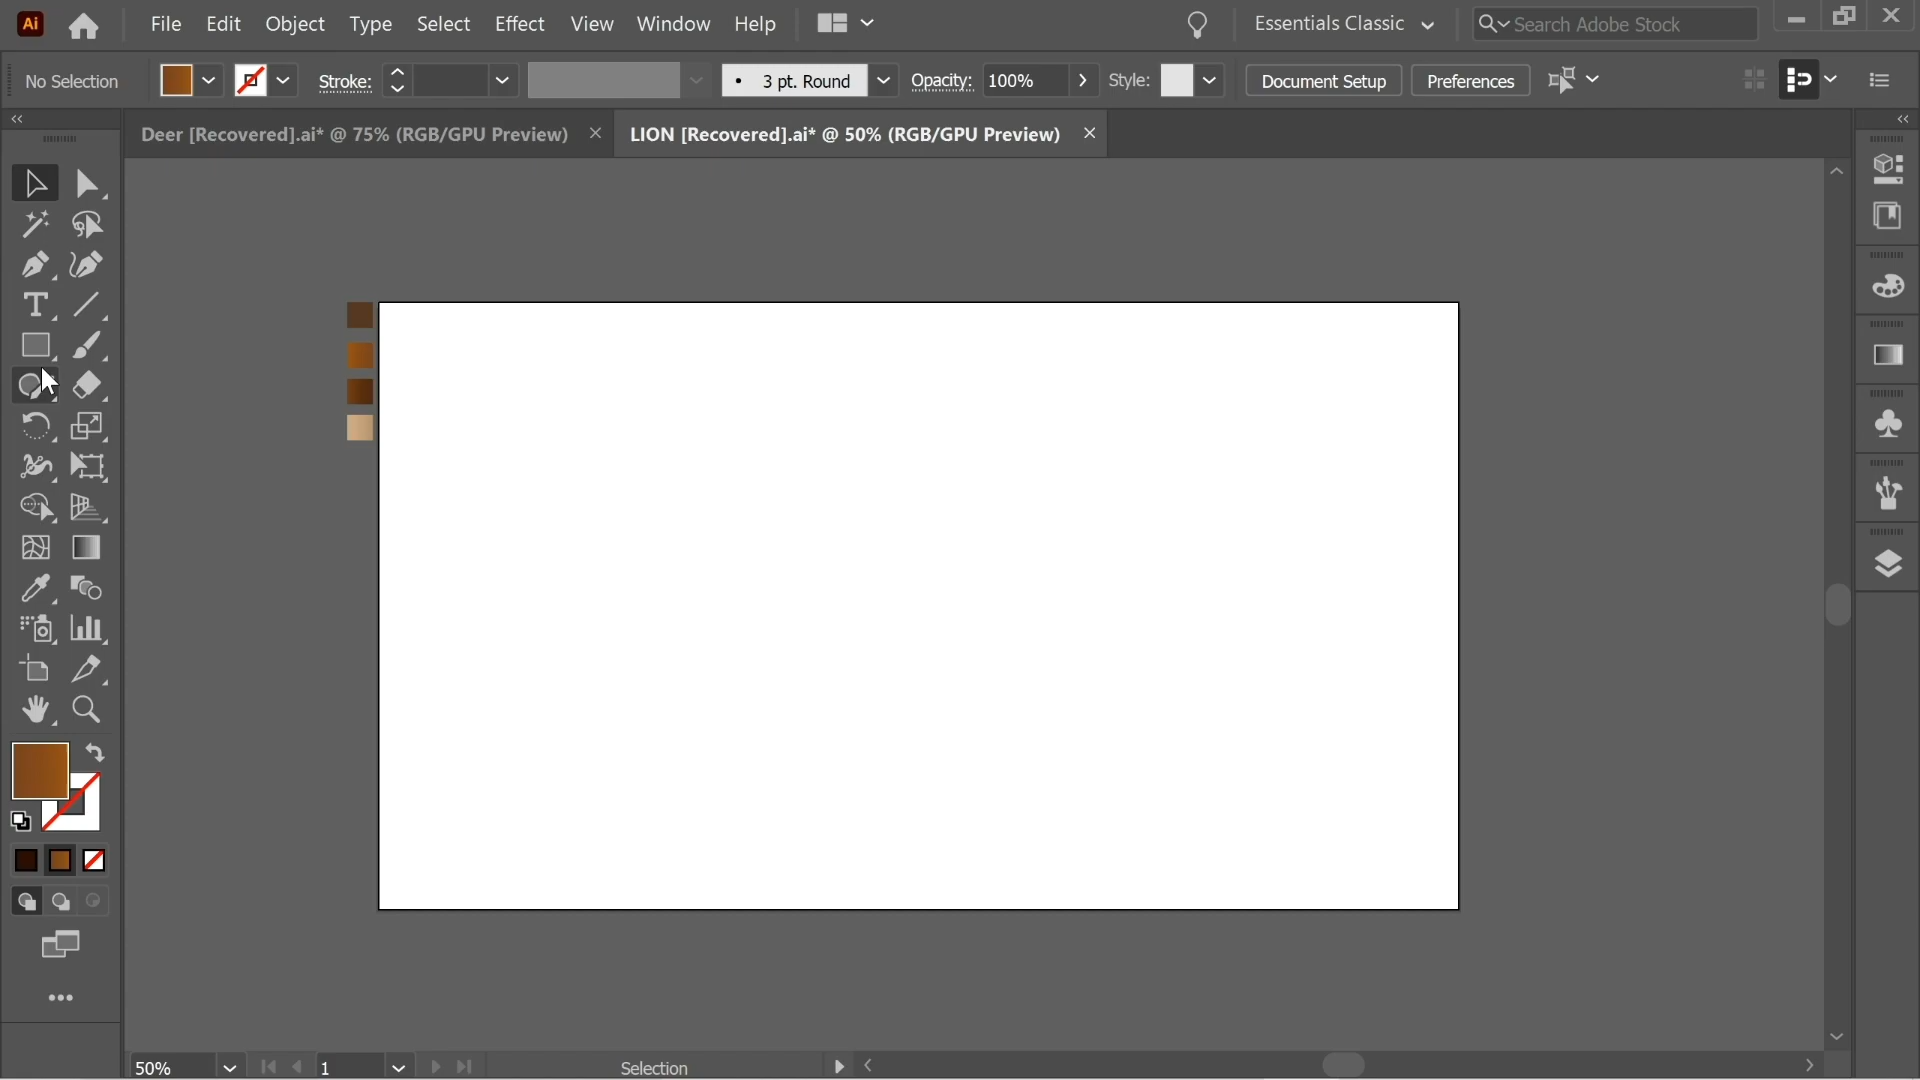 Ai File Edit Object Type Select Effect View Window Help Essentials Classic Search Adobe Stock
No Selection Stroke: 3 pt. Round Opacity: 100% Style: Document Setup Preferences
Deer [Recovered].ai* @ 75% (RGB/GPU Preview) LION [Recovered].ai* @ 50% (RGB/GPU Preview)
50% 1 Selection